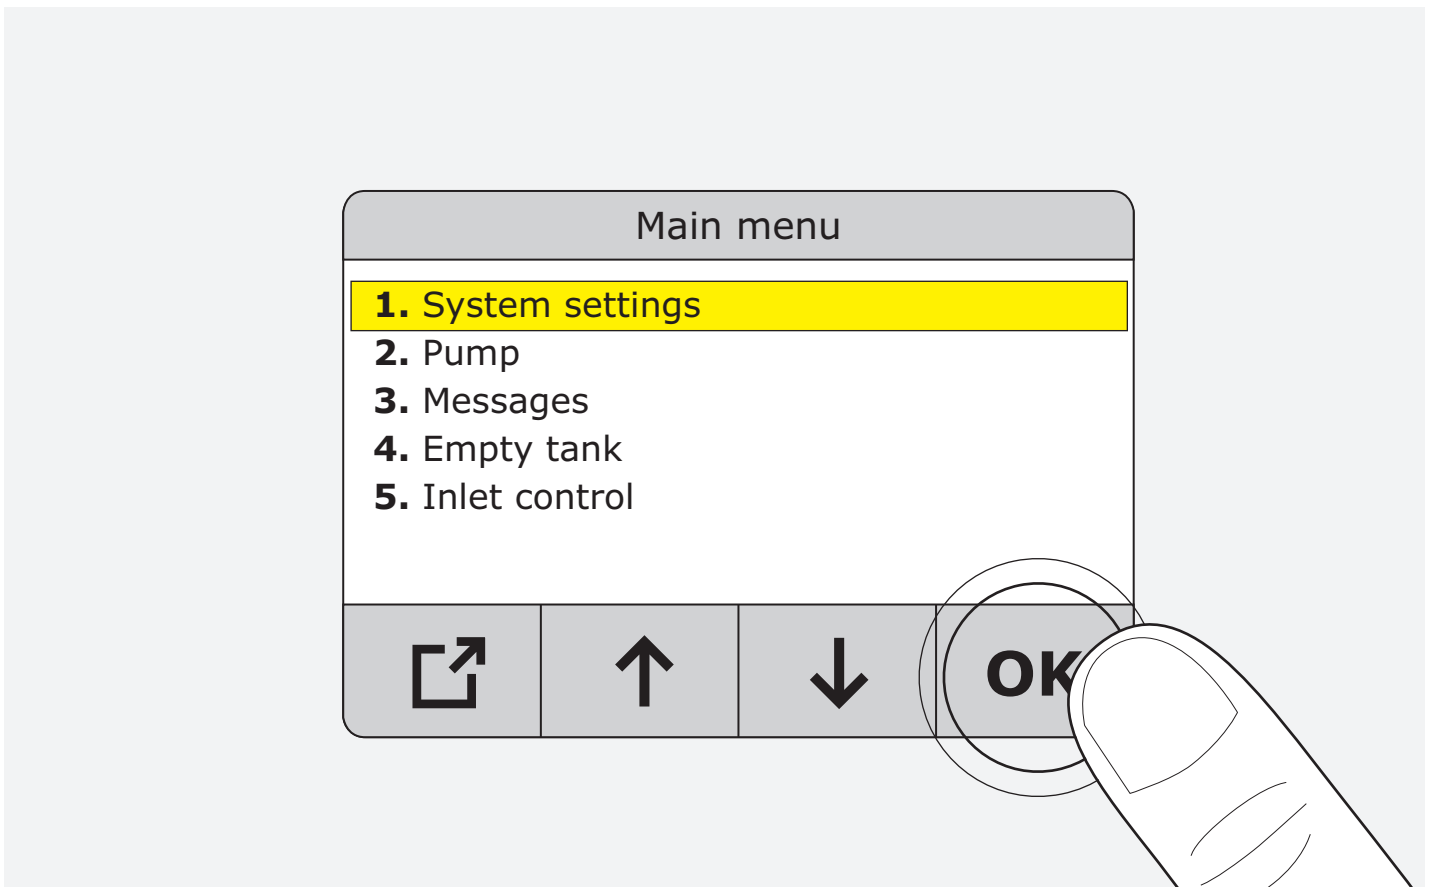 Main menu
1. System settings
2. Pump
3. Messages
4. Empty tank
5. Inlet control
OK